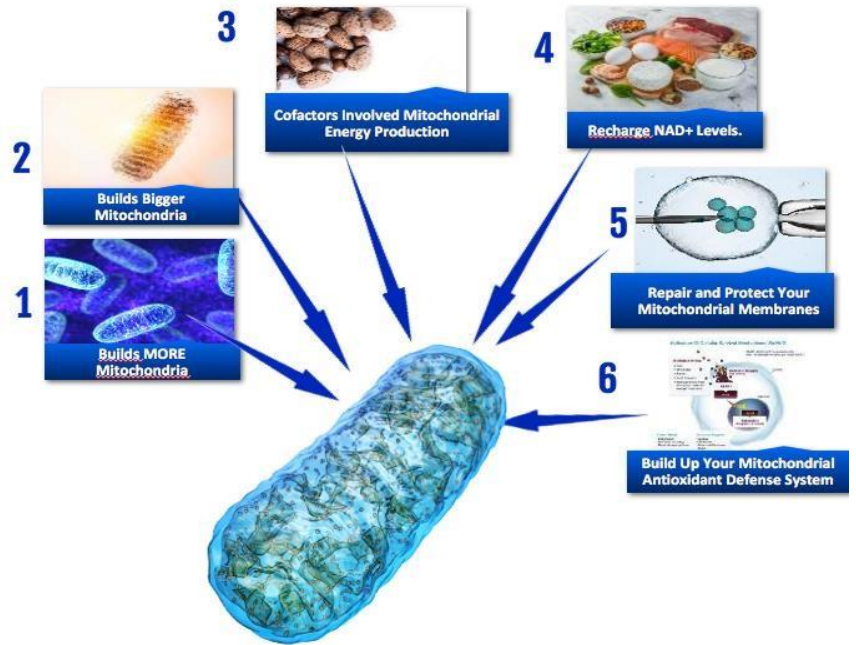 1
Builds MORE
Mitochondria
2
Builds Bigger
Mitochondria
3
Cofactors Involved Mitochondrial
Energy Production
4
Recharge NAD+ Levels.
5
Repair and Protect Your
Mitochondrial Membranes
6
Build Up Your Mitochondrial
Antioxidant Defense System